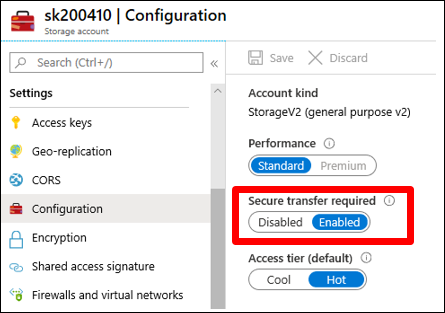 sk200410 | Configuration
Storage account
Search (Ctrl+/)
«
Settings
Access keys
Geo-replication
CORS
Configuration
Encryption
Shared access signature
Firewalls and virtual networks
Save
Discard
Account kind
StorageV2 (general purpose v2)
Performance
Standard Premium
Secure transfer required
Disabled Enabled
Access tier (default)
Cool Hot